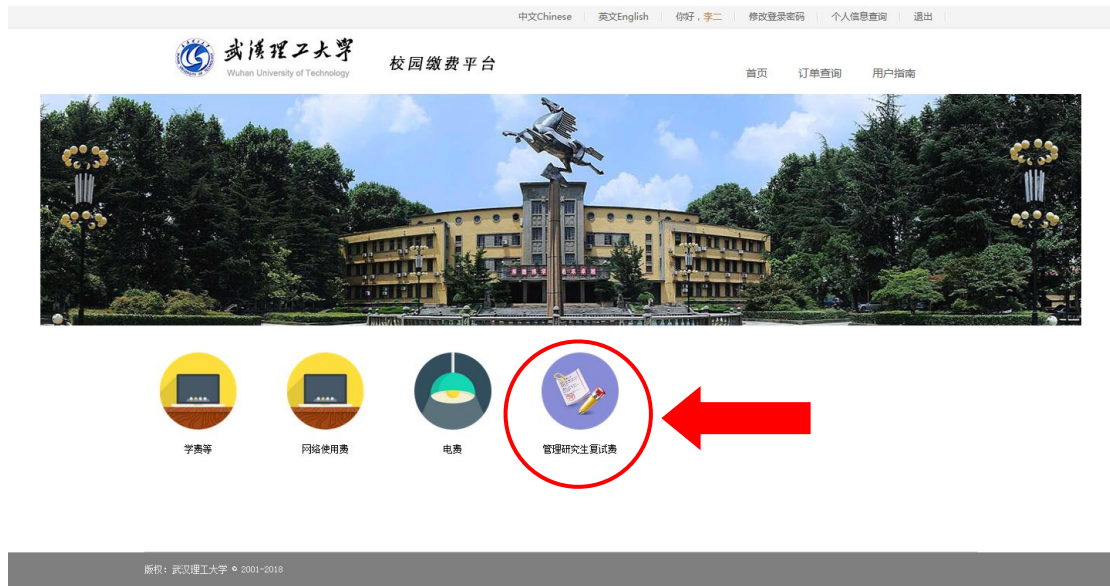 中文Chinese 英文English 你好，李二 修改登录密码 个人信息查询 退出
武漢理工大学
Wuhan University of Technology
校园缴费平台
首页 订单查询 用户指南
学费等 网络使用费 电费 管理研究生复试费
版权：武汉理工大学 © 2001-2018